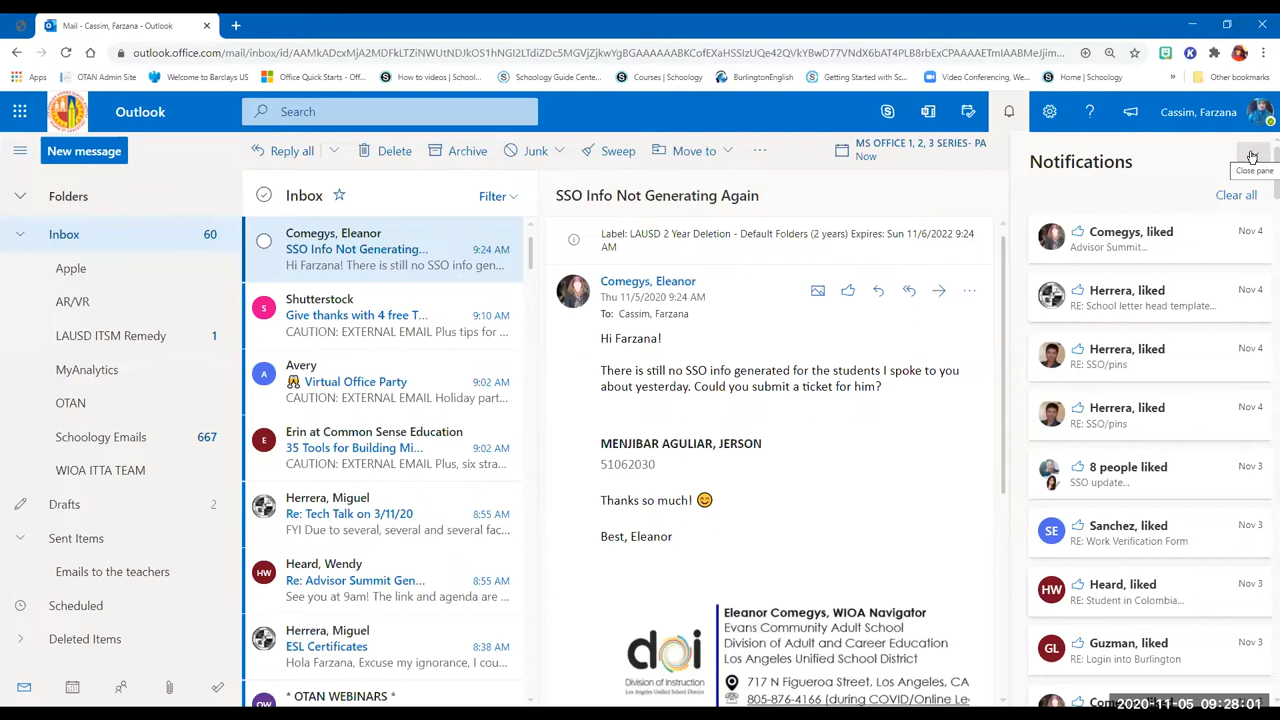 Mail - Cassim, Farzana - Outlook
outlook.office.com/mail/inbox/id/
Apps
OTAN Admin Site
Welcome to Barclays US
Office Quick Starts - Off...
How to videos | School...
Schoology Guide Cente...
Courses | Schoology
BurlingtonEnglish
Getting Started with Sc...
Video Conferencing, We...
Home | Schoology
»
Other bookmarks
Outlook
Search
Cassim, Farzana
New message
Reply all
Delete
Archive
Junk
Sweep
Move to
MS OFFICE 1, 2, 3 SERIES- PA
Now
Notifications
Close pane
Clear all
Folders
Inbox 60
Apple
AR/VR
LAUSD ITSM Remedy 1
MyAnalytics
OTAN
Schoology Emails 667
WIOA ITTA TEAM
Drafts 2
Sent Items
Emails to the teachers
Scheduled
Deleted Items
Inbox
Filter
Comegys, Eleanor
SSO Info Not Generating... 9:24 AM
Hi Farzana! There is still no SSO info gen...
S
Shutterstock
Give thanks with 4 free T... 9:10 AM
CAUTION: EXTERNAL EMAIL Plus tips for ...
A
Avery
Virtual Office Party 9:02 AM
CAUTION: EXTERNAL EMAIL Holiday part...
E
Erin at Common Sense Education
35 Tools for Building Mi... 9:02 AM
CAUTION: EXTERNAL EMAIL Plus, six stra...
Herrera, Miguel
Re: Tech Talk on 3/11/20 8:55 AM
FYI Due to several, several and several fac...
HW
Heard, Wendy
Re: Advisor Summit Gen... 8:55 AM
See you at 9am! The link and agenda are ...
Herrera, Miguel
ESL Certificates 8:38 AM
Hola Farzana, Excuse my ignorance, I cou...
OW
* OTAN WEBINARS *
SSO Info Not Generating Again
Label: LAUSD 2 Year Deletion - Default Folders (2 years) Expires: Sun 11/6/2022 9:24
AM
Comegys, Eleanor
Thu 11/5/2020 9:24 AM
To: Cassim, Farzana
Hi Farzana!
There is still no SSO info generated for the students I spoke to you
about yesterday. Could you submit a ticket for him?
MENJIBAR AGULIAR, JERSON
51062030
Thanks so much!
Best, Eleanor
doi
Division of Instruction
Los Angeles Unified School District
Eleanor Comegys, WIOA Navigator
Evans Community Adult School
Division of Adult and Career Education
Los Angeles Unified School District
717 N Figueroa Street, Los Angeles, CA
805-876-4166 (during COVID/Online Le
Comegys, liked Nov 4
Advisor Summit...
Herrera, liked Nov 4
RE: School letter head template...
Herrera, liked Nov 4
RE: SSO/pins
Herrera, liked Nov 4
RE: SSO/pins
8 people liked Nov 3
SSO update...
SE
Sanchez, liked Nov 3
RE: Work Verification Form
HW
Heard, liked Nov 3
RE: Student in Colombia...
GL
Guzman, liked Nov 3
RE: Login into Burlington
2020-11-05 09:28:01